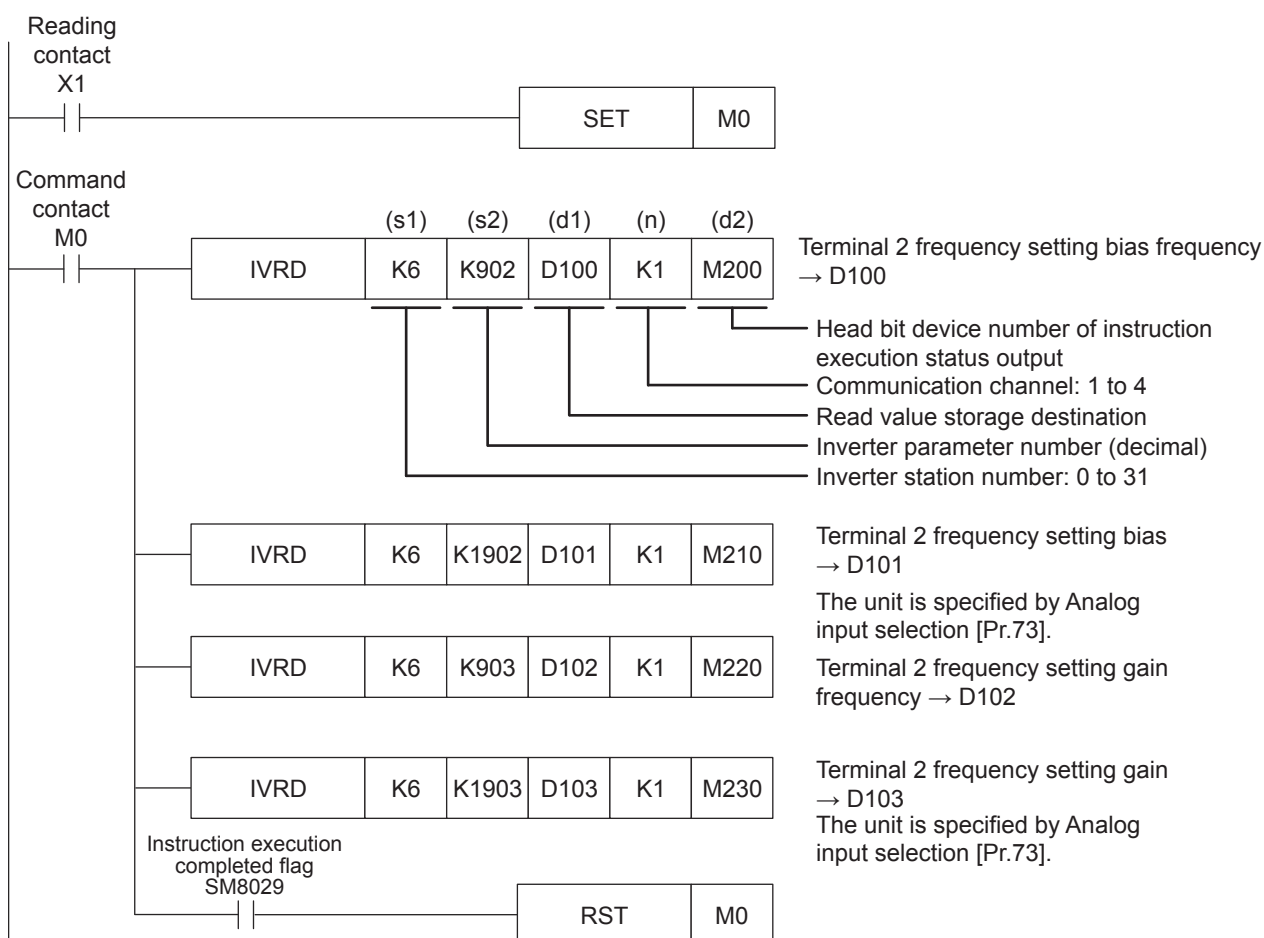 Reading
contact
X1
SET M0
Command
contact
M0
(s1) (s2) (d1) (n) (d2)
IVRD K6 K902 D100 K1 M200
Terminal 2 frequency setting bias frequency
→ D100
Head bit device number of instruction
execution status output
Communication channel: 1 to 4
Read value storage destination
Inverter parameter number (decimal)
Inverter station number: 0 to 31
IVRD K6 K1902 D101 K1 M210
Terminal 2 frequency setting bias
→ D101
The unit is specified by Analog
input selection [Pr.73].
IVRD K6 K903 D102 K1 M220
Terminal 2 frequency setting gain
frequency → D102
IVRD K6 K1903 D103 K1 M230
Terminal 2 frequency setting gain
→ D103
The unit is specified by Analog
input selection [Pr.73].
Instruction execution
completed flag
SM8029
RST M0